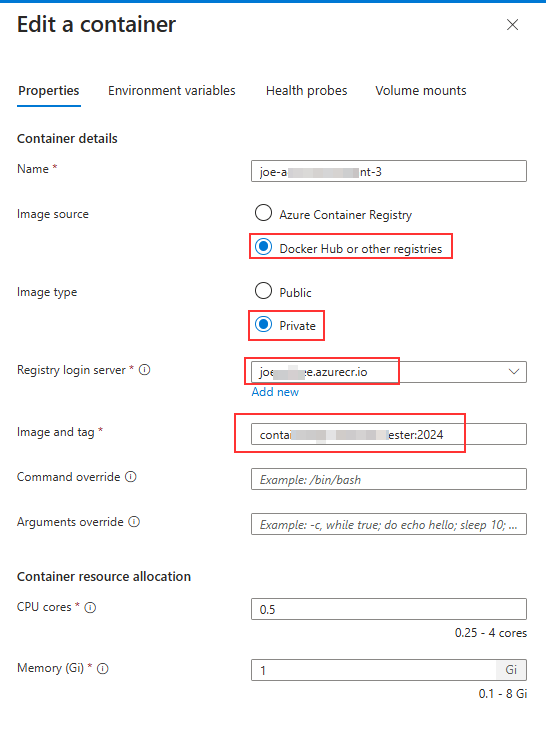 Edit a container
Properties Environment variables Health probes Volume mounts
Container details
Name *
joe-a nt-3
Image source
Azure Container Registry
Docker Hub or other registries
Image type
Public
Private
Registry login server *
joe e.azurecr.io
Add new
Image and tag *
contai ester:2024
Command override
Example: /bin/bash
Arguments override
Example: -c, while true; do echo hello; sleep 10; ...
Container resource allocation
CPU cores *
0.5
0.25 - 4 cores
Memory (Gi) *
1 Gi
0.1 - 8 Gi